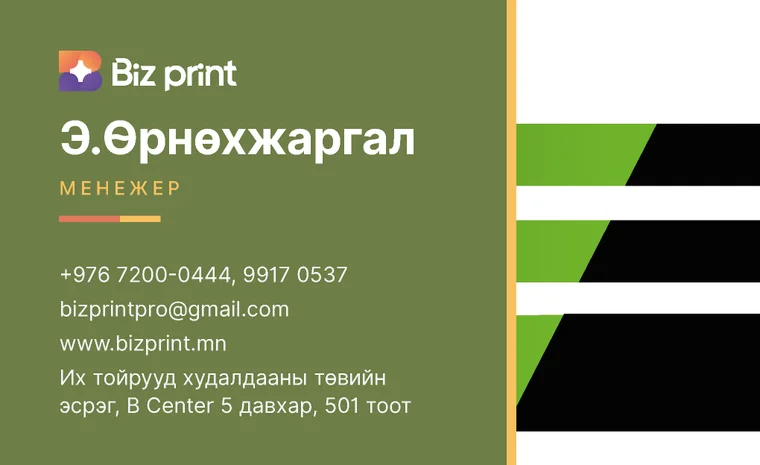 Biz print
Э.Өрнөхжаргал
МЕНЕЖЕР
+976 7200-0444, 9917 0537
bizprintpro@gmail.com
www.bizprint.mn
Их тойрууд худалдааны төвийн
эсрэг, B Center 5 давхар, 501 тоот